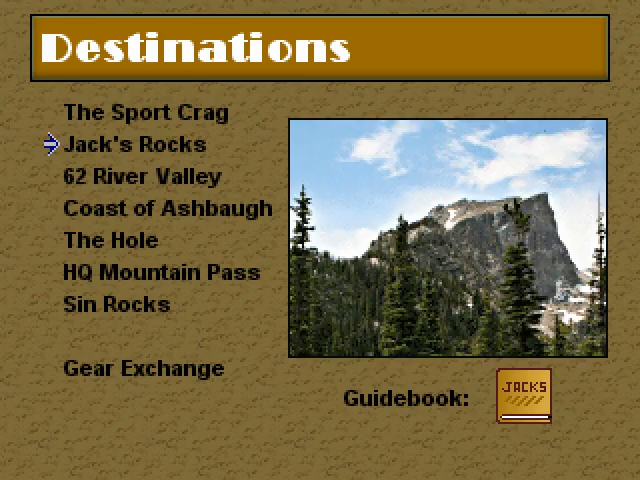 Destinations
The Sport Crag
Jack's Rocks
62 River Valley
Coast of Ashbaugh
The Hole
HQ Mountain Pass
Sin Rocks
Gear Exchange
Guidebook:
JACKS